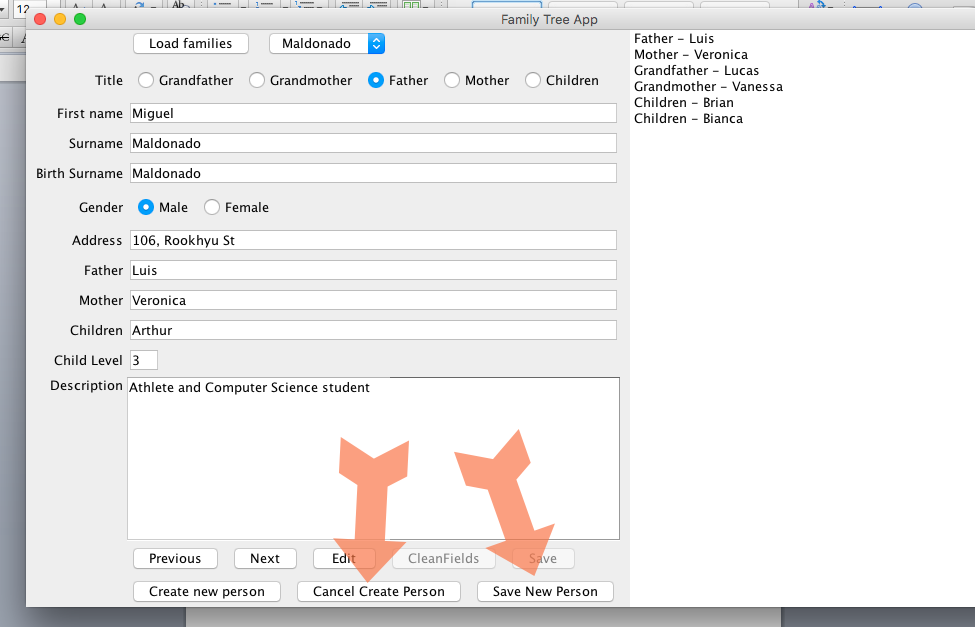 12
Family Tree App
Load families
Maldonado
Title Grandfather Grandmother Father Mother Children
First name Miguel
Surname Maldonado
Birth Surname Maldonado
Gender Male Female
Address 106, Rookhyu St
Father Luis
Mother Veronica
Children Arthur
Child Level 3
Description Athlete and Computer Science student
Previous Next Edit CleanFields Save
Create new person Cancel Create Person Save New Person
Father - Luis
Mother - Veronica
Grandfather - Lucas
Grandmother - Vanessa
Children - Brian
Children - Bianca